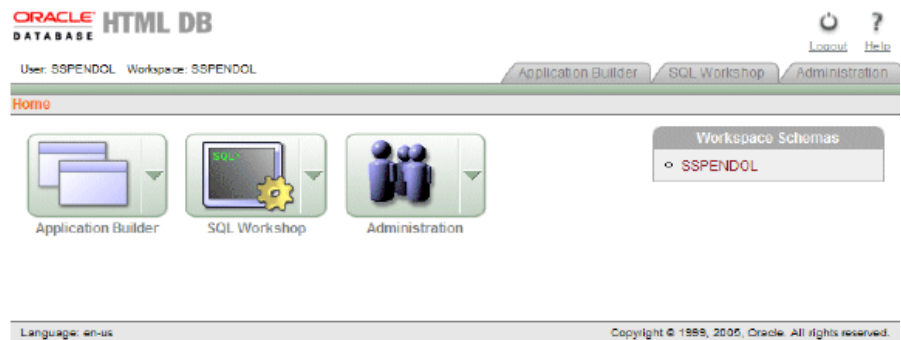 ORACLE HTML DB
DATABASE
Logout Help
User: SSPENDOL Workspace: SSPENDOL
Application Builder SQL Workshop Administration
Home
Workspace Schemas
SSPENDOL
SQL>
Application Builder SQL Workshop Administration
Language: en-us Copyright © 1999, 2005, Oracle. All rights reserved.